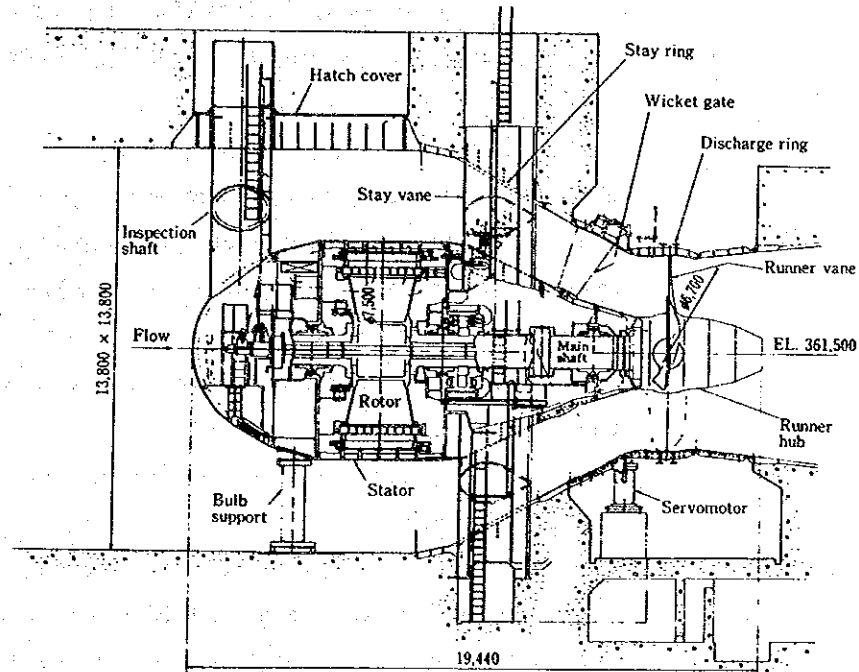 Stay ring
Hatch cover
Wicket gate
Discharge ring
Stay vane
Inspection
shaft
Runner vane
φ7,500
φ6,700
13,800 × 13,800
Flow
Main
shaft
EL. 361,500
Rotor
Runner
hub
Stator
Bulb
support
Servomotor
19,440